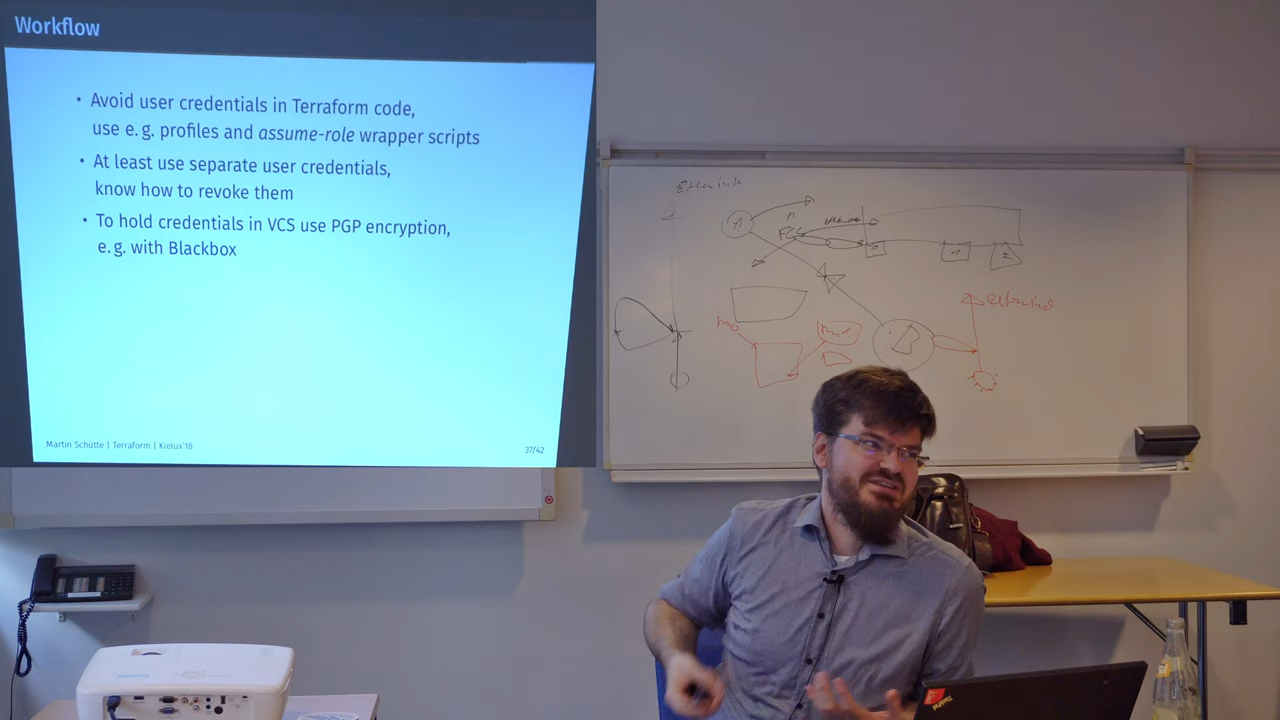 Workflow
• Avoid user credentials in Terraform code,
use e. g. profiles and assume-role wrapper scripts
• At least use separate user credentials,
know how to revoke them
• To hold credentials in VCS use PGP encryption,
e. g. with Blackbox
Martin Schütte | Terraform | Kielux'18
37/42
A
n
B
ThinkPad